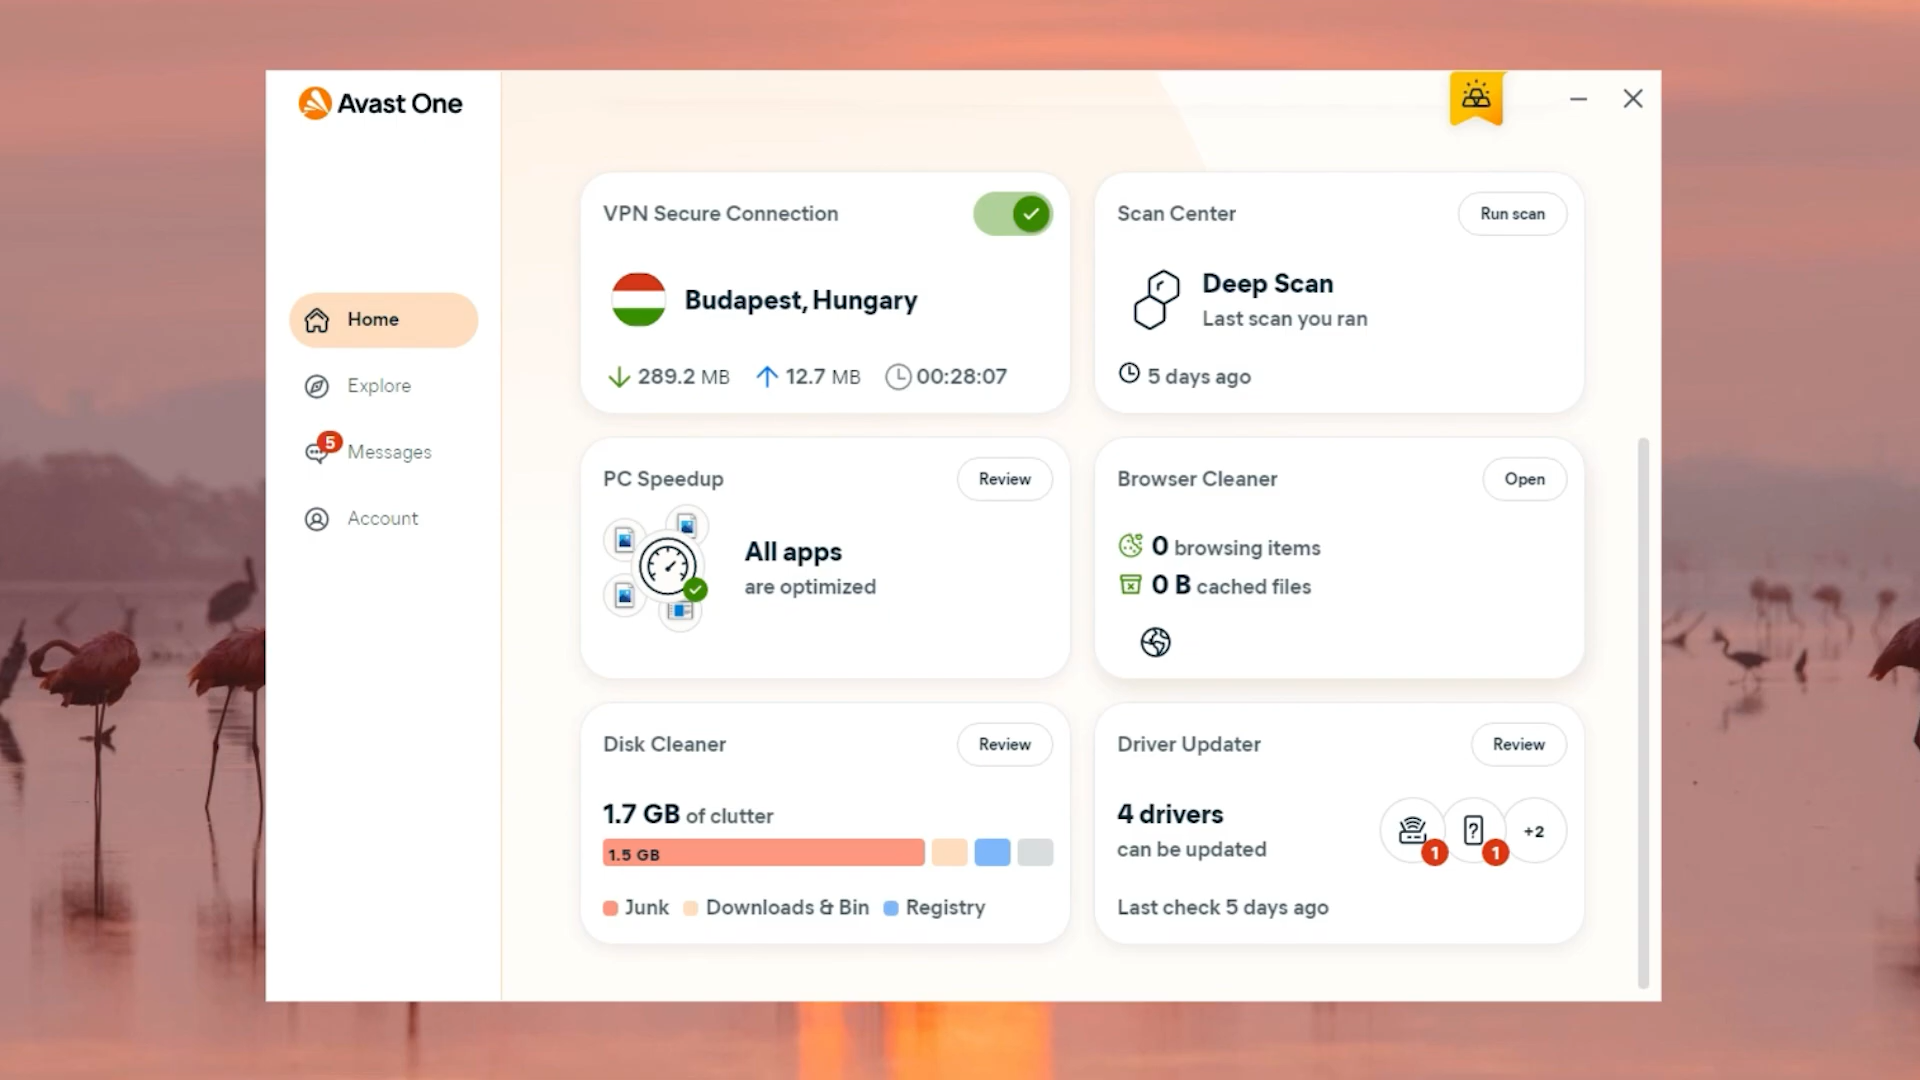 Avast One
Home
Explore
5
Messages
Account
VPN Secure Connection
Budapest, Hungary
289.2 MB 12.7 MB 00:28:07
Scan Center
Run scan
Deep Scan
Last scan you ran
5 days ago
PC Speedup
Review
All apps
are optimized
Browser Cleaner
Open
0 browsing items
0 B cached files
Disk Cleaner
Review
1.7 GB of clutter
1.5 GB
Junk Downloads & Bin Registry
Driver Updater
Review
4 drivers
can be updated
1 ? 1 +2
Last check 5 days ago